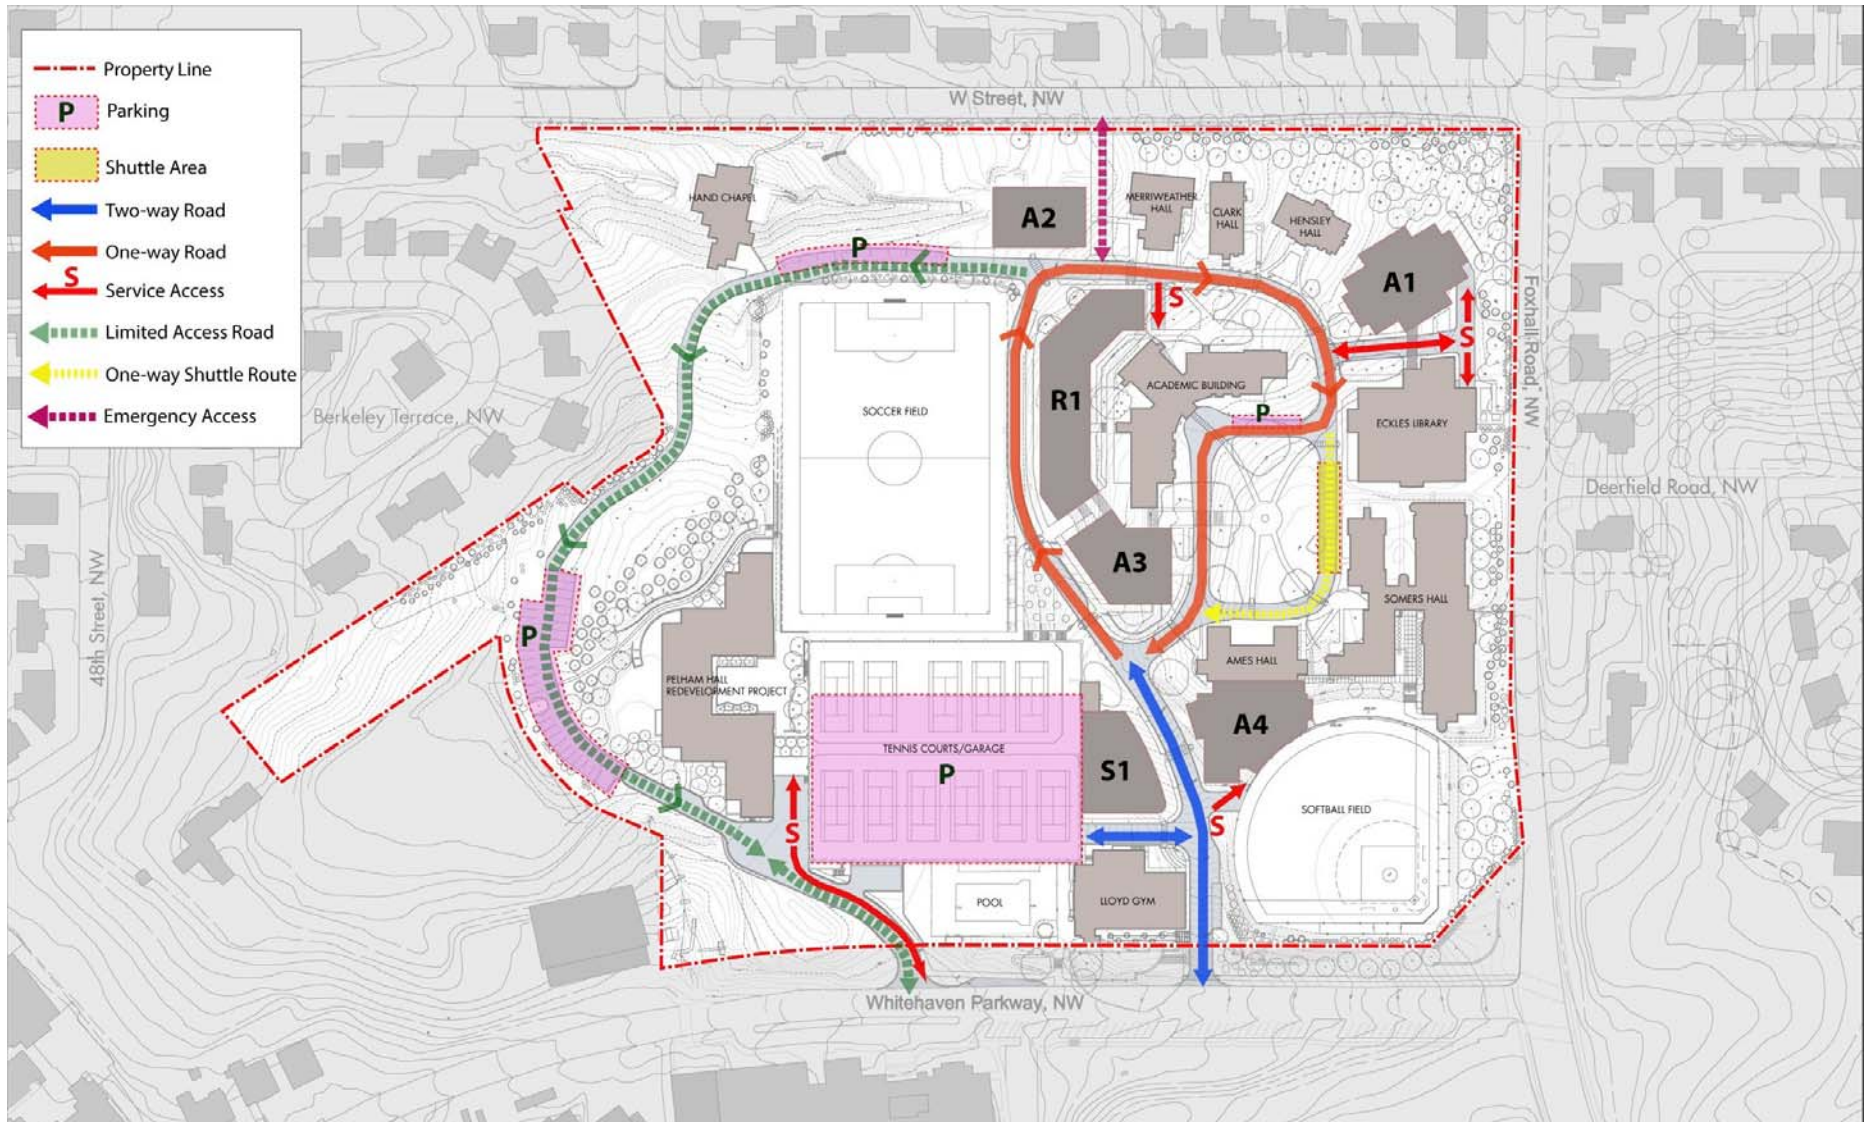 Property Line
P Parking
Shuttle Area
Two-way Road
One-way Road
S
Service Access
Limited Access Road
One-way Shuttle Route
Emergency Access
W Street, NW
HAND CHAPEL
A2
MERRIWEATHER
HALL
CLARK
HALL
HENSLEY
HALL
A1
P
S
S
Foxhall Road, NW
R1
ACADEMIC BUILDING
P
SOCCER FIELD
ECKLES LIBRARY
Berkeley Terrace, NW
Deerfield Road, NW
48th Street, NW
A3
SOMERS HALL
P
AMES HALL
PELHAM HALL
REDEVELOPMENT PROJECT
A4
TENNIS COURTS/GARAGE
P
S1
SOFTBALL FIELD
S
S
POOL
LLOYD GYM
Whitehaven Parkway, NW